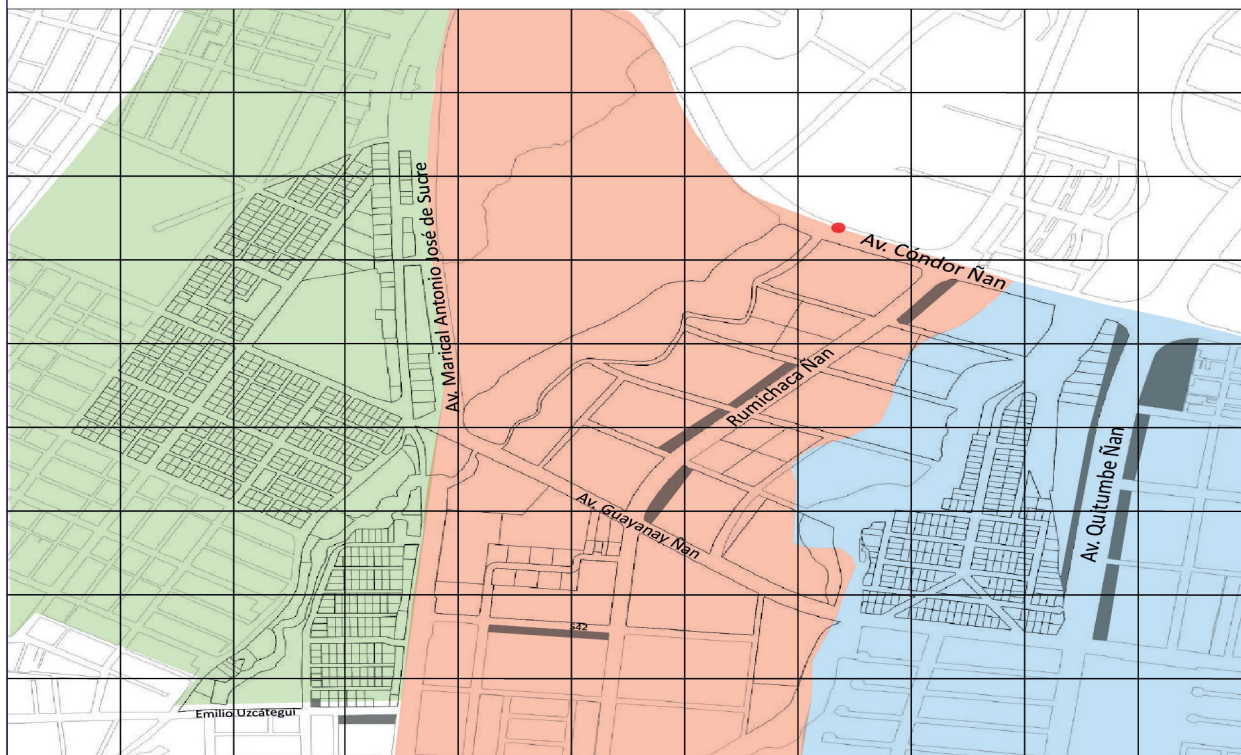 Av. Marical Antonio José de Sucre
Av. Cóndor Ñan
Rumichaca Ñan
Av. Quitumbe Ñan
Av. Guayanay Ñan
S42
Emilio Uzcátegui